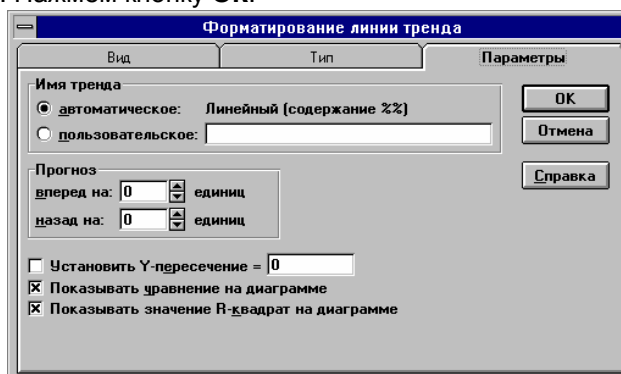 Нажмем кнопку ОК.
Форматирование линии тренда
Вид
Тип
Параметры
Имя тренда
автоматическое: Линейный (содержание %%)
пользовательское:
OK
Отмена
Справка
Прогноз
вперед на: 0 единиц
назад на: 0 единиц
Установить Y-пересечение = 0
Показывать уравнение на диаграмме
Показывать значение R-квадрат на диаграмме